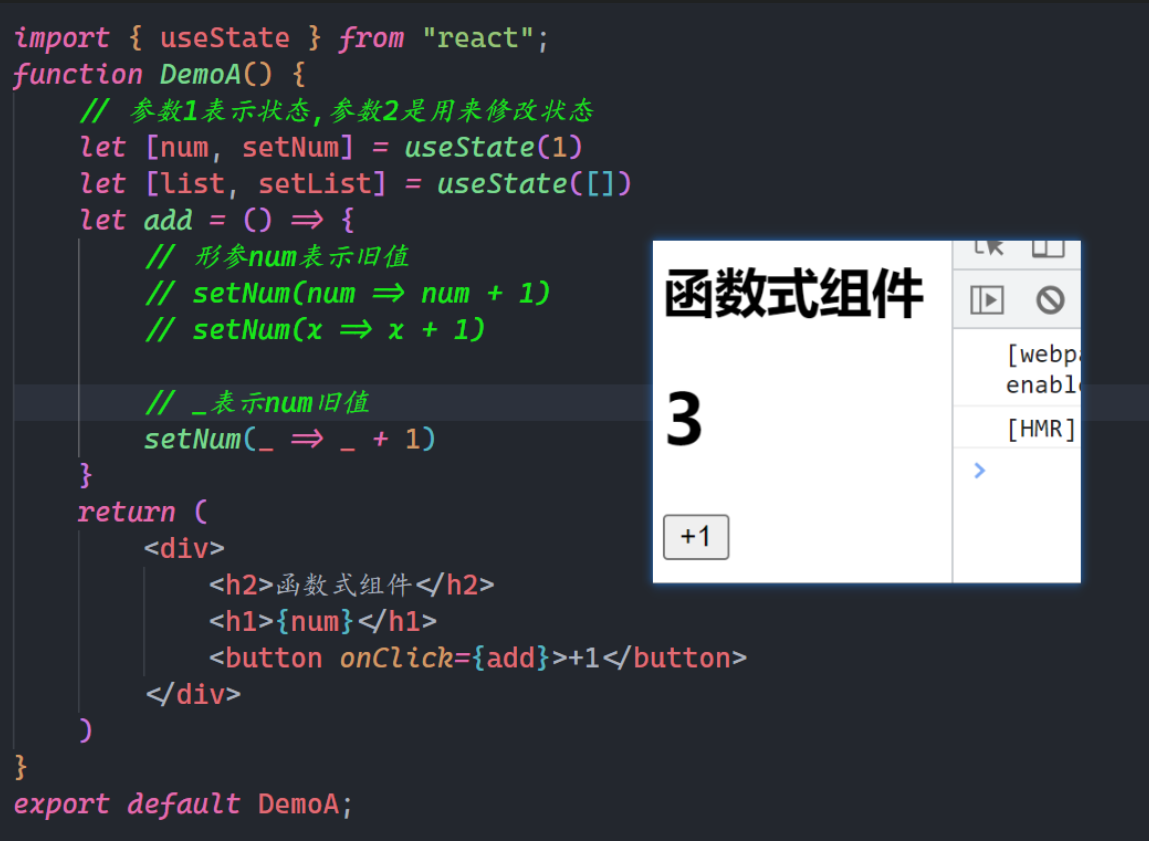 import { useState } from "react";
function DemoA() {
// 参数1表示状态,参数2是用来修改状态
let [num, setNum] = useState(1)
let [list, setList] = useState([])
let add = () => {
// 形参num表示旧值
// setNum(num => num + 1)
// setNum(x => x + 1)
// _表示num旧值
setNum(_ => _ + 1)
}
return (
<div>
<h2>函数式组件</h2>
<h1>{num}</h1>
<button onClick={add}>+1</button>
</div>
)
}
export default DemoA;
函数式组件
3
+1
[webpa
enable
[HMR]
>